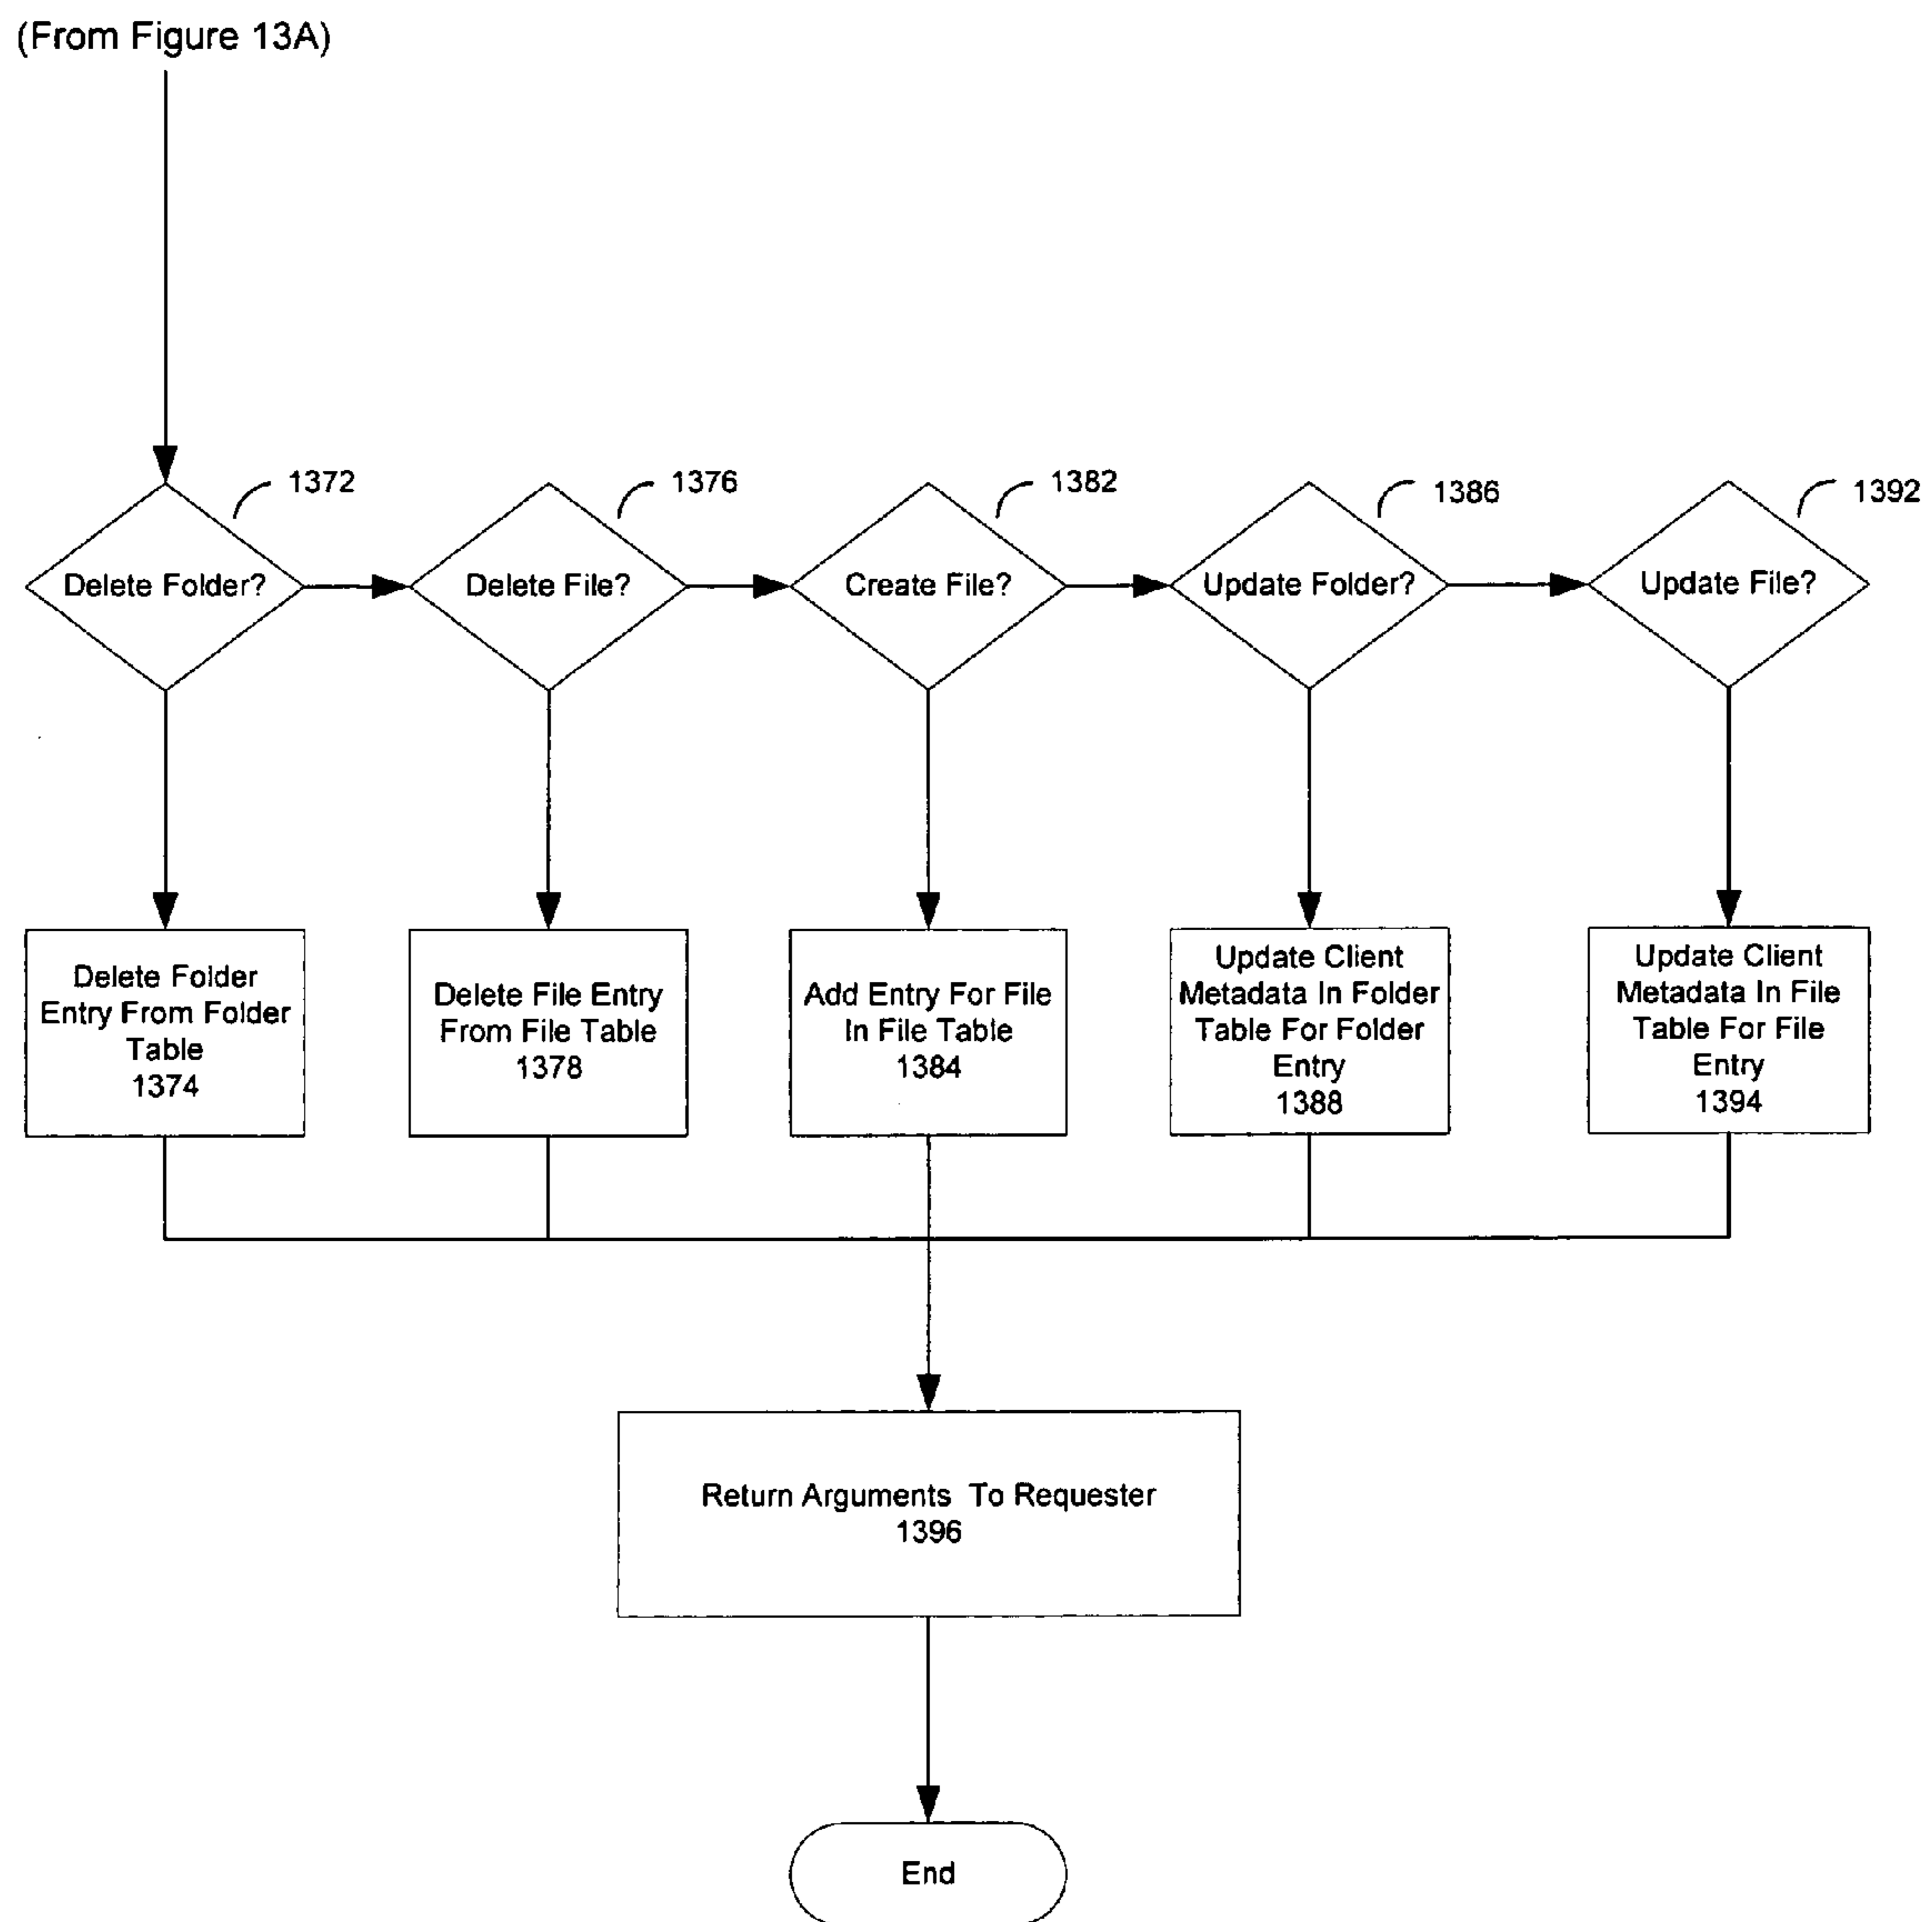 (From Figure 13A)
1372
1376
1382
1386
1392
Delete Folder?
Delete File?
Create File?
Update Folder?
Update File?
Delete Folder
Entry From Folder
Table
1374
Delete File Entry
From File Table
1378
Add Entry For File
In File Table
1384
Update Client
Metadata In Folder
Table For Folder
Entry
1388
Update Client
Metadata In File
Table For File
Entry
1394
Return Arguments To Requester
1396
End